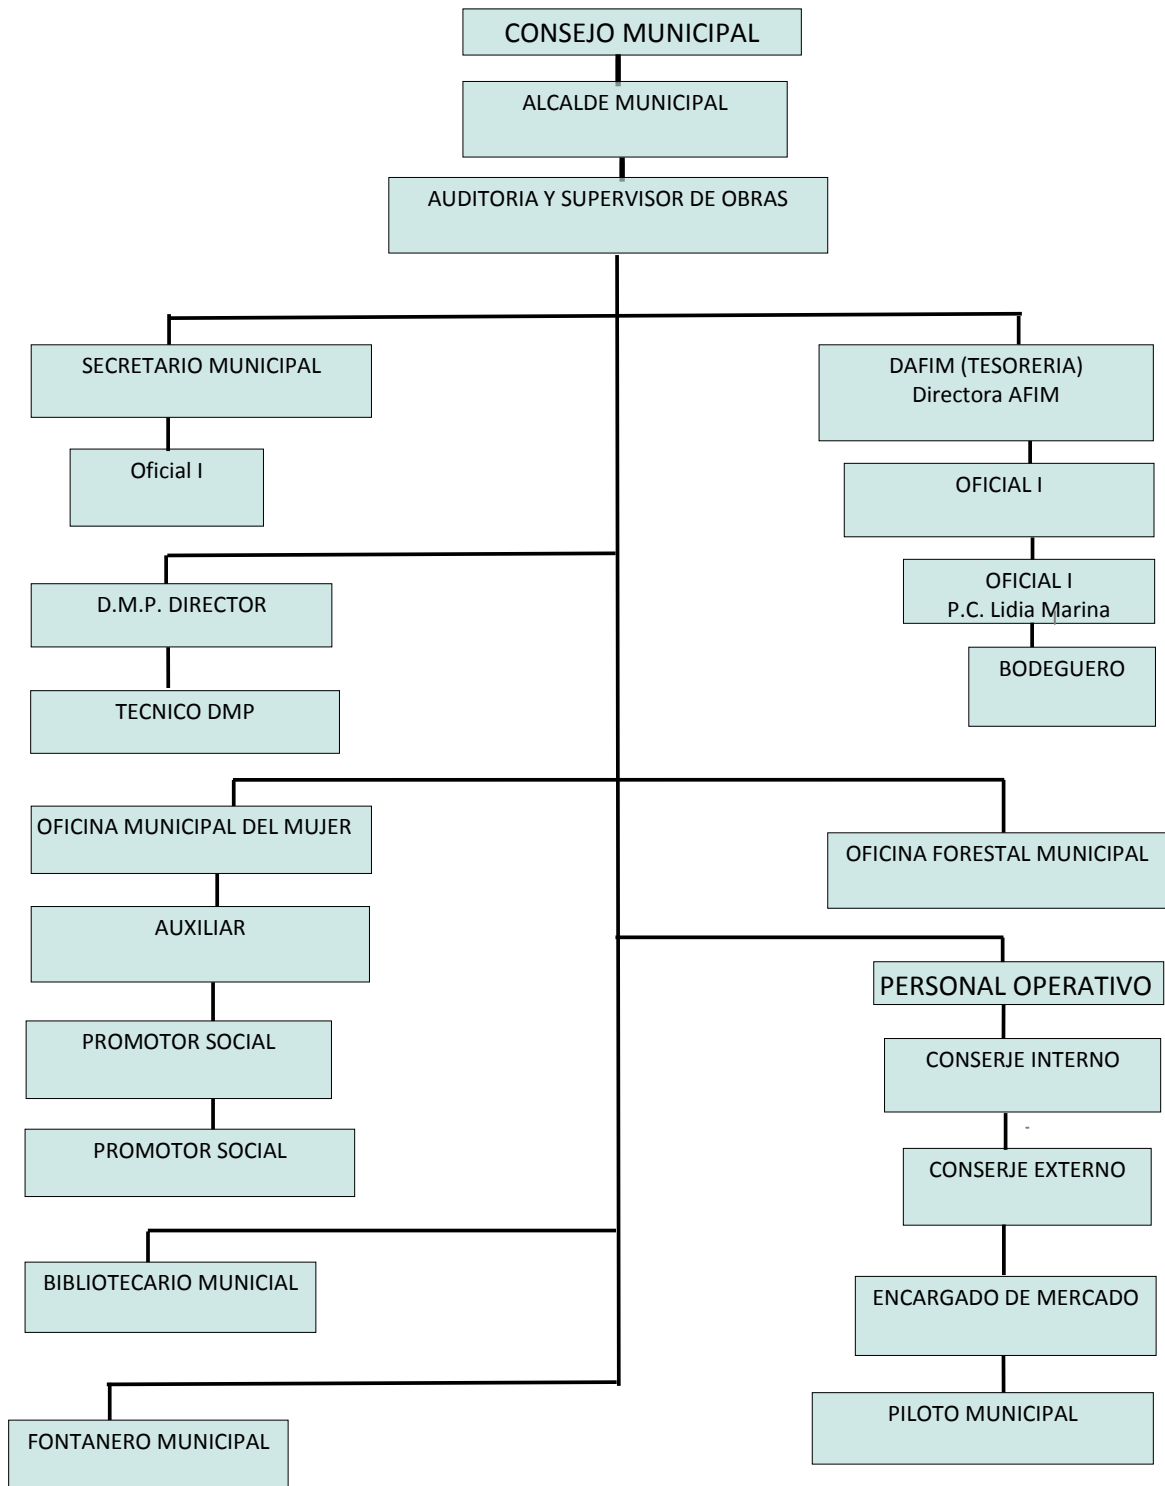 CONSEJO MUNICIPAL
ALCALDE MUNICIPAL
AUDITORIA Y SUPERVISOR DE OBRAS
SECRETARIO MUNICIPAL
Oficial I
DAFIM (TESORERIA)
Directora AFIM
OFICIAL I
OFICIAL I
P.C. Lidia Marina
BODEGUERO
D.M.P. DIRECTOR
TECNICO DMP
OFICINA MUNICIPAL DEL MUJER
AUXILIAR
PROMOTOR SOCIAL
PROMOTOR SOCIAL
OFICINA FORESTAL MUNICIPAL
PERSONAL OPERATIVO
CONSERJE INTERNO
-
CONSERJE EXTERNO
ENCARGADO DE MERCADO
PILOTO MUNICIPAL
BIBLIOTECARIO MUNICIAL
FONTANERO MUNICIPAL